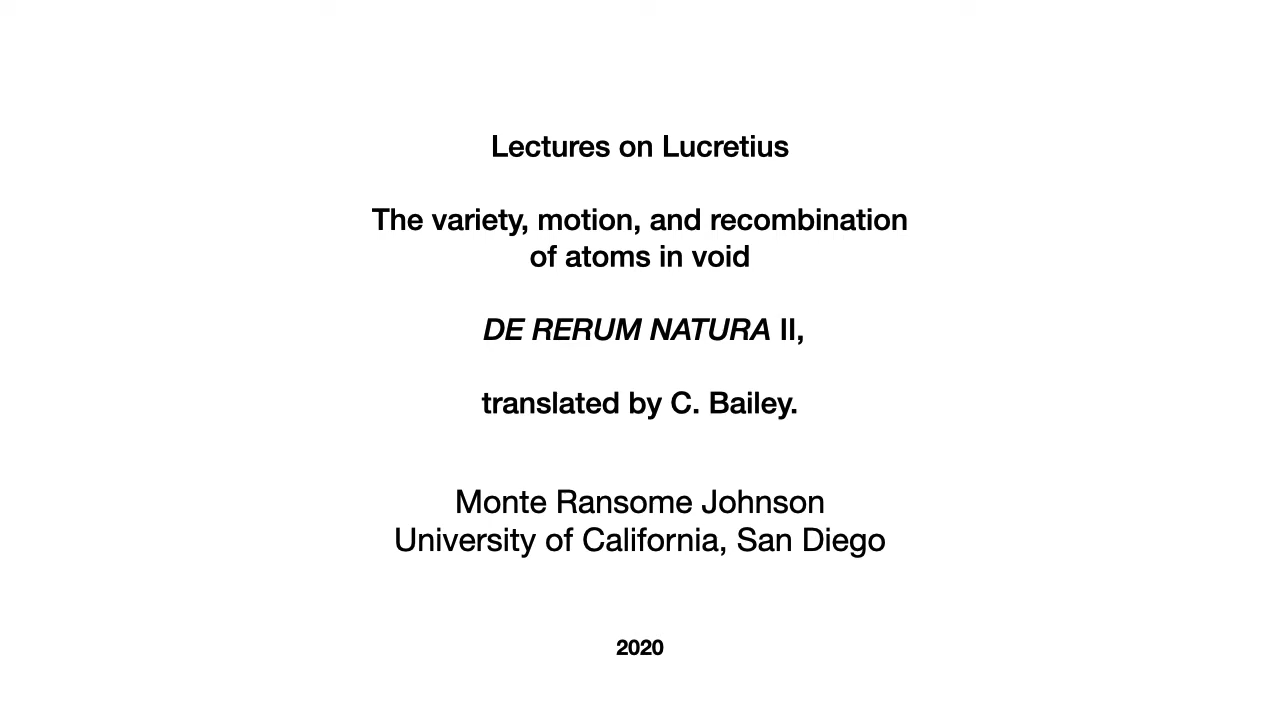 Lectures on Lucretius
The variety, motion, and recombination
of atoms in void
DE RERUM NATURA II,
translated by C. Bailey.
Monte Ransome Johnson
University of California, San Diego
2020